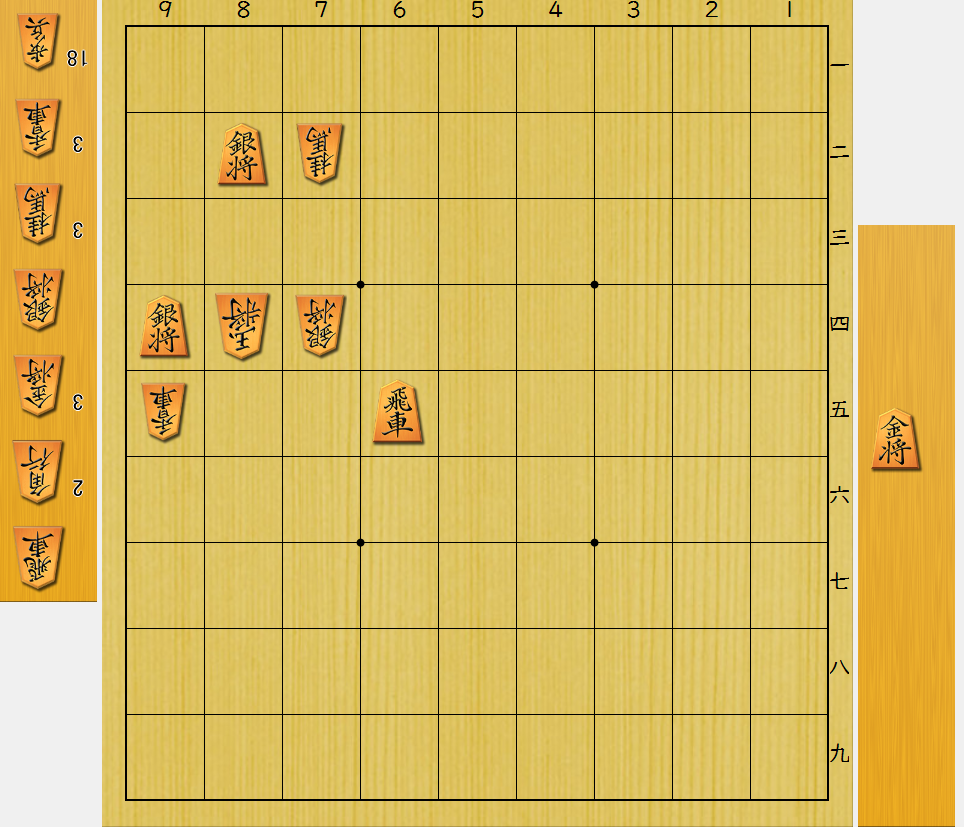 9 8 7 6 5 4 3 2 1
一
二
三
四
五
六
七
八
九
歩兵 18
香車 3
桂馬 3
銀将
金将 3
角行 2
飛車
銀将 桂馬
銀将 玉将 銀将
香車 飛車
金将